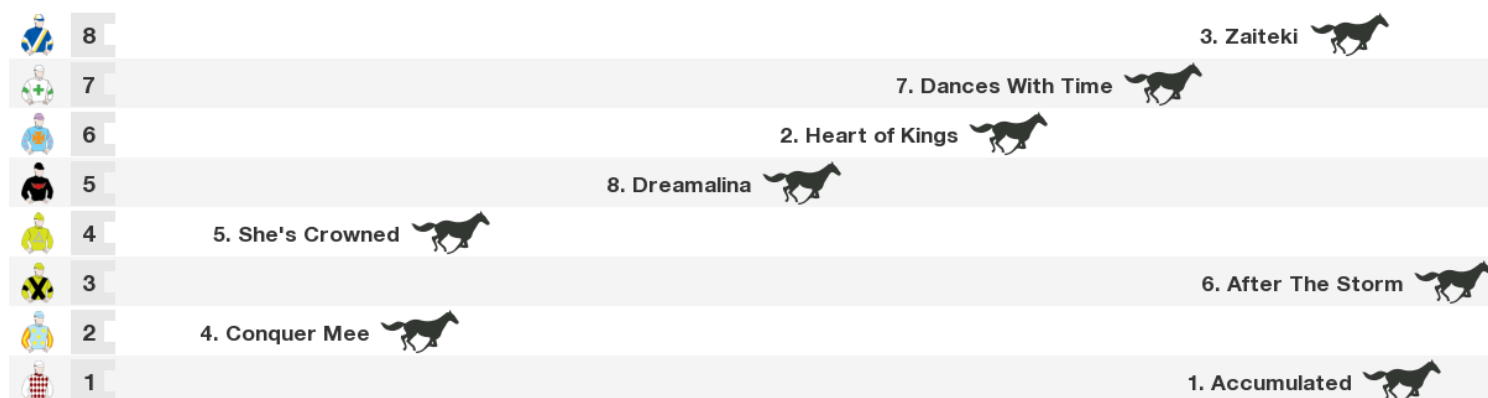 8 3. Zaiteki
7 7. Dances With Time
6 2. Heart of Kings
5 8. Dreamalina
4 5. She's Crowned
3 6. After The Storm
2 4. Conquer Mee
1 1. Accumulated